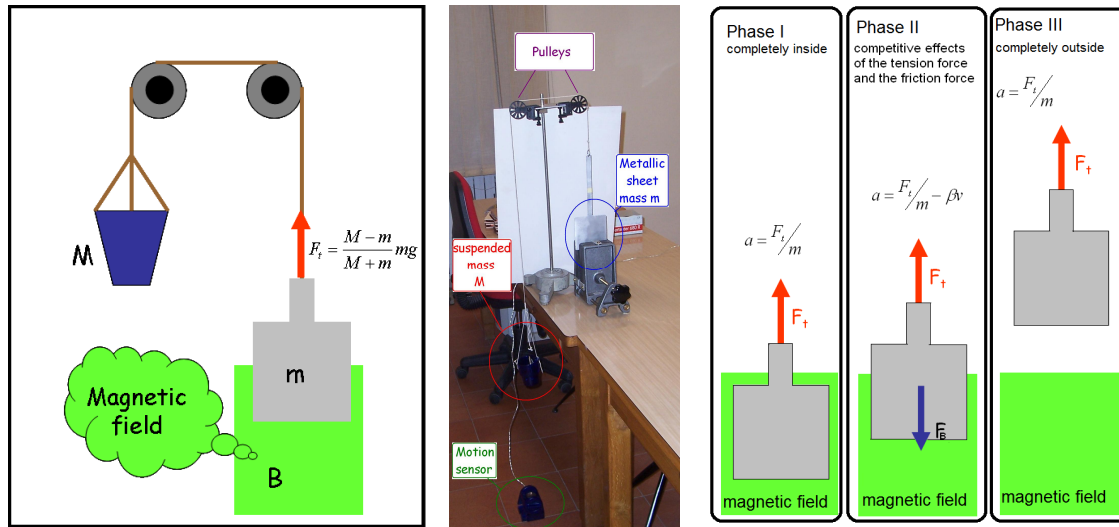 M
F_t = \frac{M-m}{M+m} mg
m
Magnetic
field
B
Pulleys
Metallic
sheet
mass m
suspended
mass
M
Motion
sensor
Phase I
completely inside
a = F_t/m
F_t
magnetic field
Phase II
competitive effects
of the tension force
and the friction force
a = F_t/m - βv
F_t
F_B
magnetic field
Phase III
completely outside
a = F_t/m
F_t
magnetic field